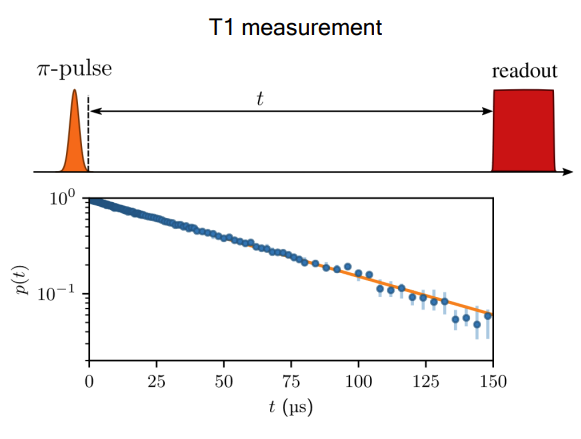 T1 measurement
π-pulse
readout
t
10⁰
10⁻¹
p(t)
0 25 50 75 100 125 150
t (µs)